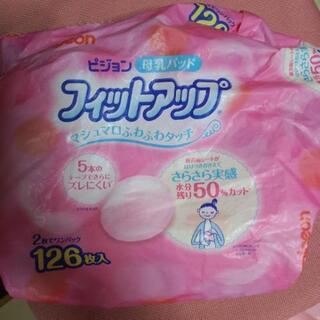 126
ピジョン 母乳パッド
フィットアップ
マシュマロふわふわタッチ
5本の
テープでさらに
ズレにくい
さらさら実感
水分
残り50%カット
2枚でワンパック
126枚入